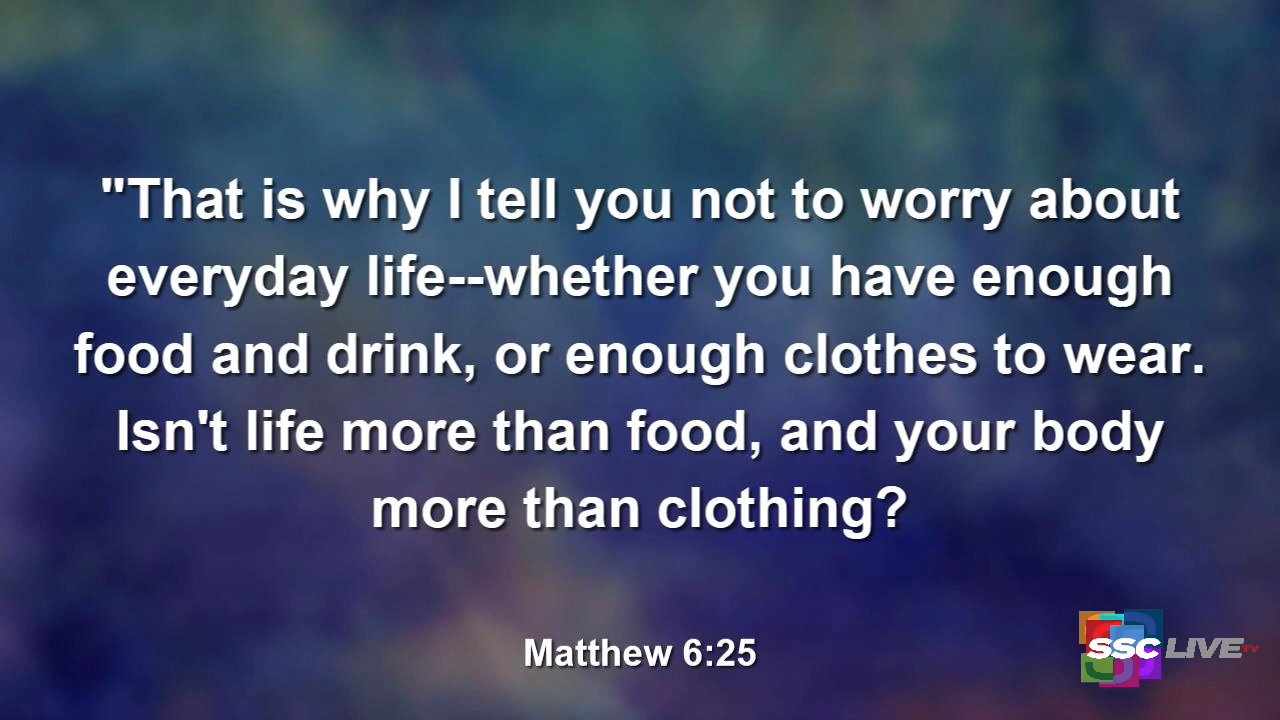 "That is why I tell you not to worry about
everyday life--whether you have enough
food and drink, or enough clothes to wear.
Isn't life more than food, and your body
more than clothing?
Matthew 6:25
SSC LIVE TV